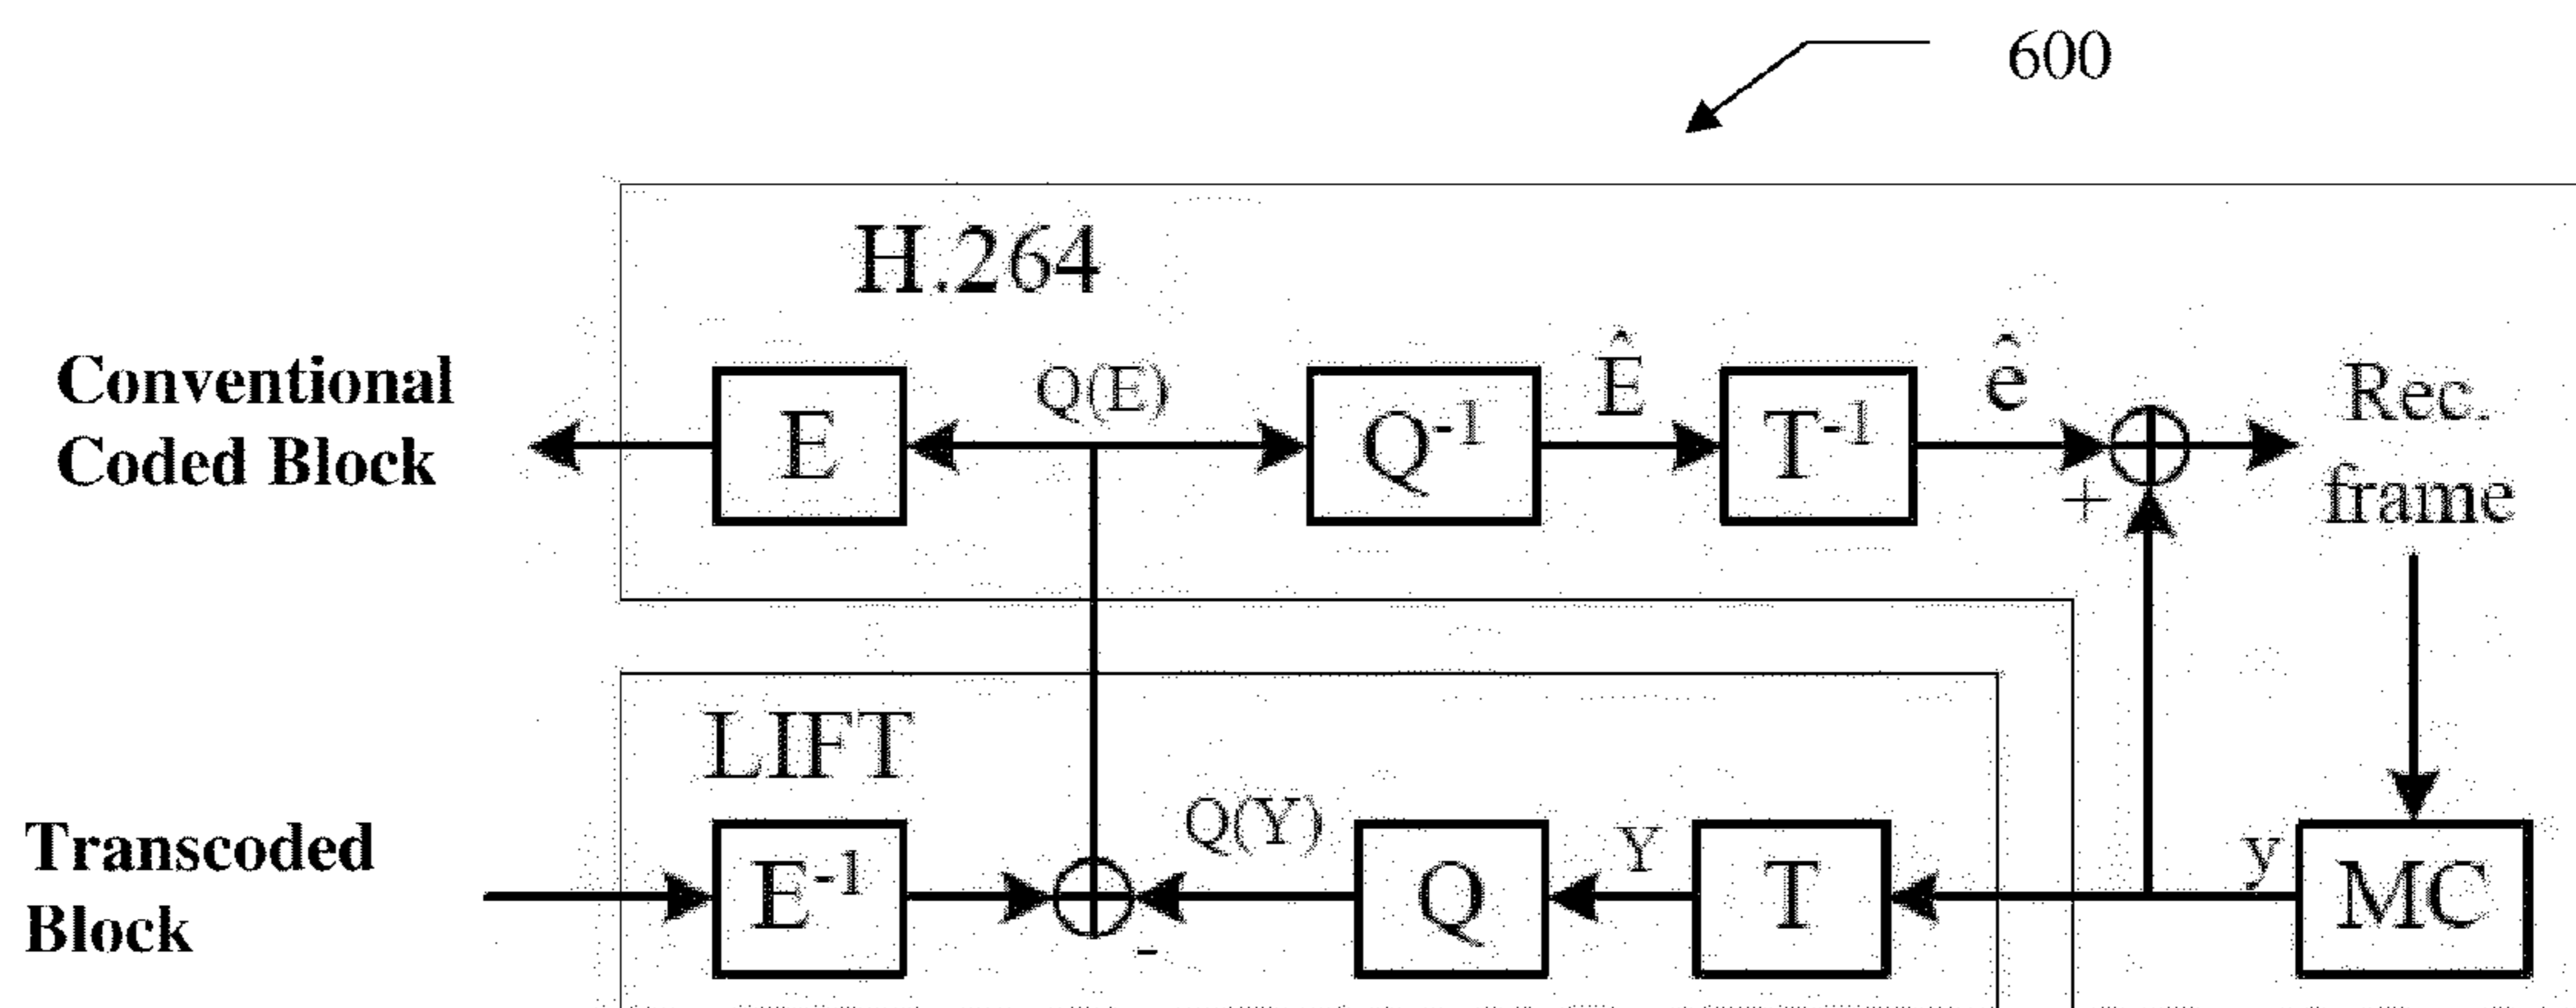 600
H.264
Conventional
Coded Block
E
Q(E)
Q-1
Ê
T-1
ê
+
Rec.
frame
LIFT
Transcoded
Block
E-1
-
Q(Y)
Q
Y
T
y
MC